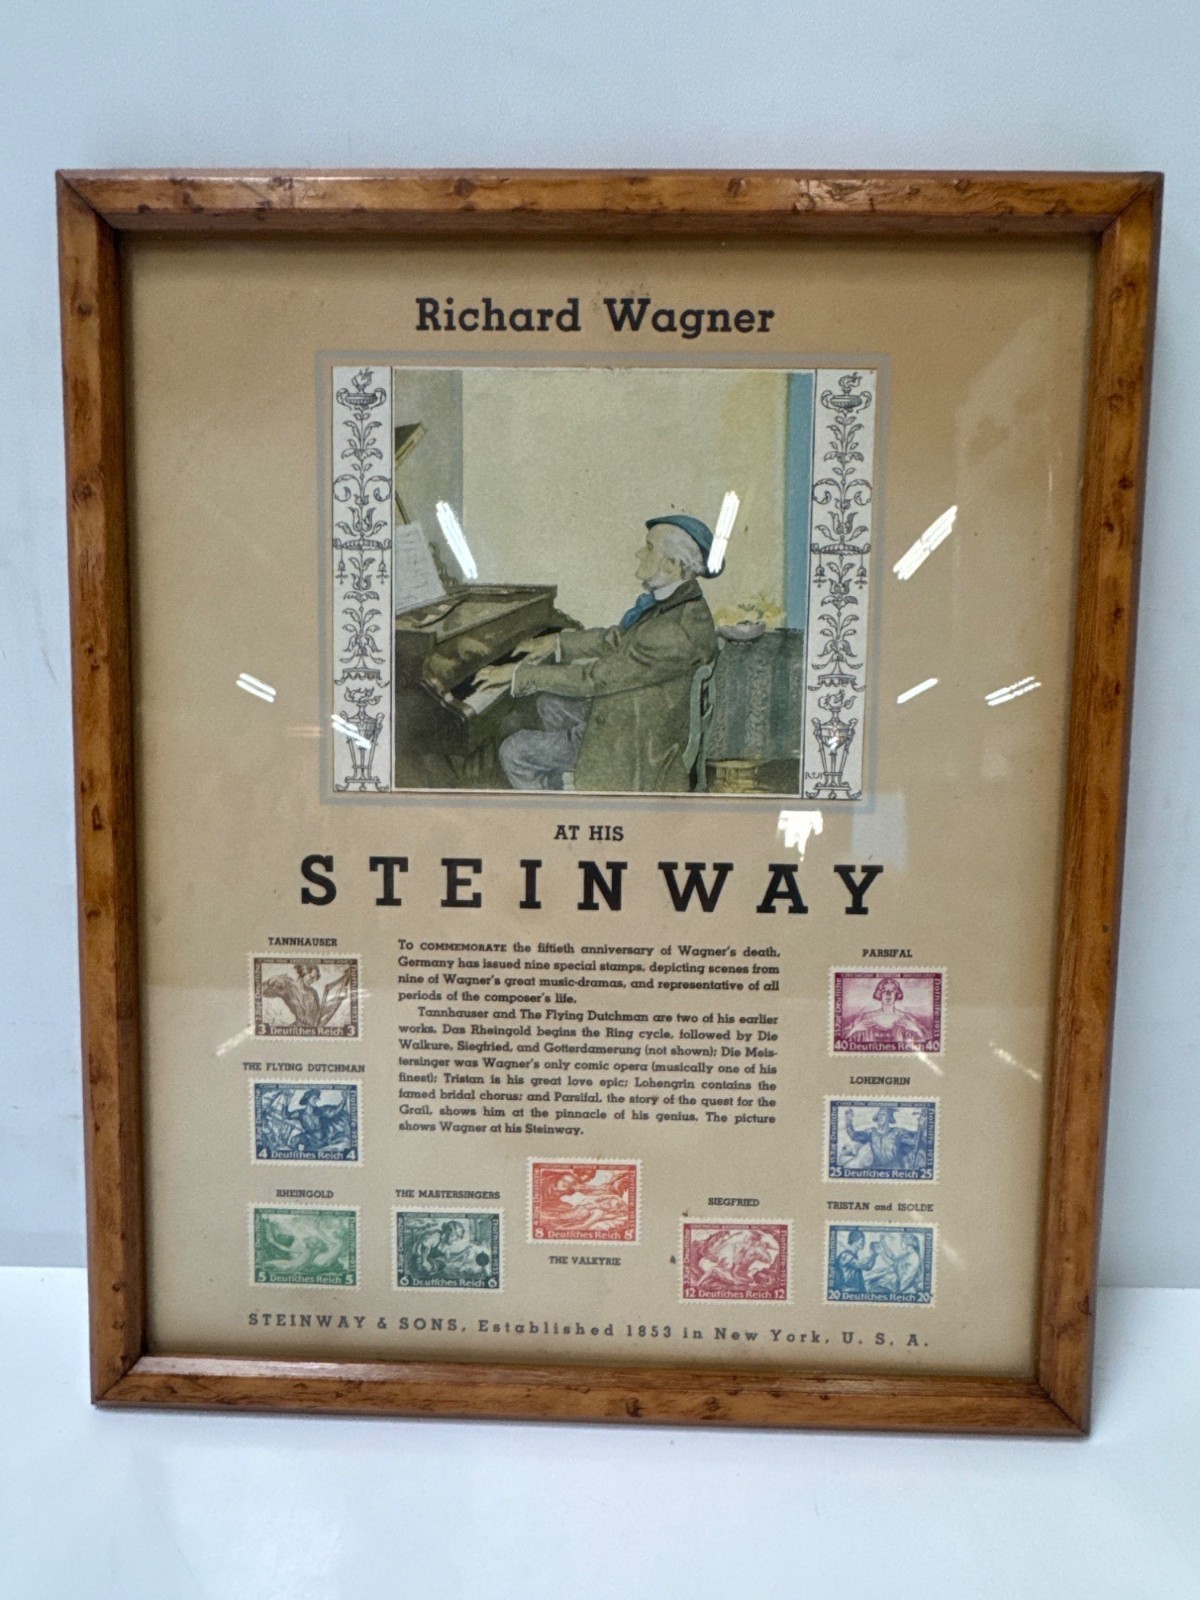 Richard Wagner
AT HIS
STEINWAY
To COMMEMORATE the fiftieth anniversary of Wagner's death,
Germany has issued nine special stamps, depicting scenes from
nine of Wagner's great music-dramas, and representative of all
periods of the composer's life.
Tannhauser and The Flying Dutchman are two of his earlier
works. Das Rheingold begins the Ring cycle, followed by Die
Walkure, Siegfried, and Gotterdamerung (not shown); Die Meis-
tersinger was Wagner's only comic opera (musically one of his
finest); Tristan is his great love epic; Lohengrin contains the
famed bridal chorus; and Parsifal, the story of the quest for the
Grail, shows him at the pinnacle of his genius. The picture
shows Wagner at his Steinway.
TANNHAUSER
3 Deutsches Reich 3
THE FLYING DUTCHMAN
4 Deutsches Reich 4
RHEINGOLD
5 Deutsches Reich 5
THE MASTERSINGERS
6 Deutsches Reich 6
8 Deutsches Reich 8
THE VALKYRIE
SIEGFRIED
12 Deutsches Reich 12
PARSIFAL
40 Deutsches Reich 40
LOHENGRIN
25 Deutsches Reich 25
TRISTAN and ISOLDE
20 Deutsches Reich 20
STEINWAY & SONS, Established 1853 in New York, U. S. A.